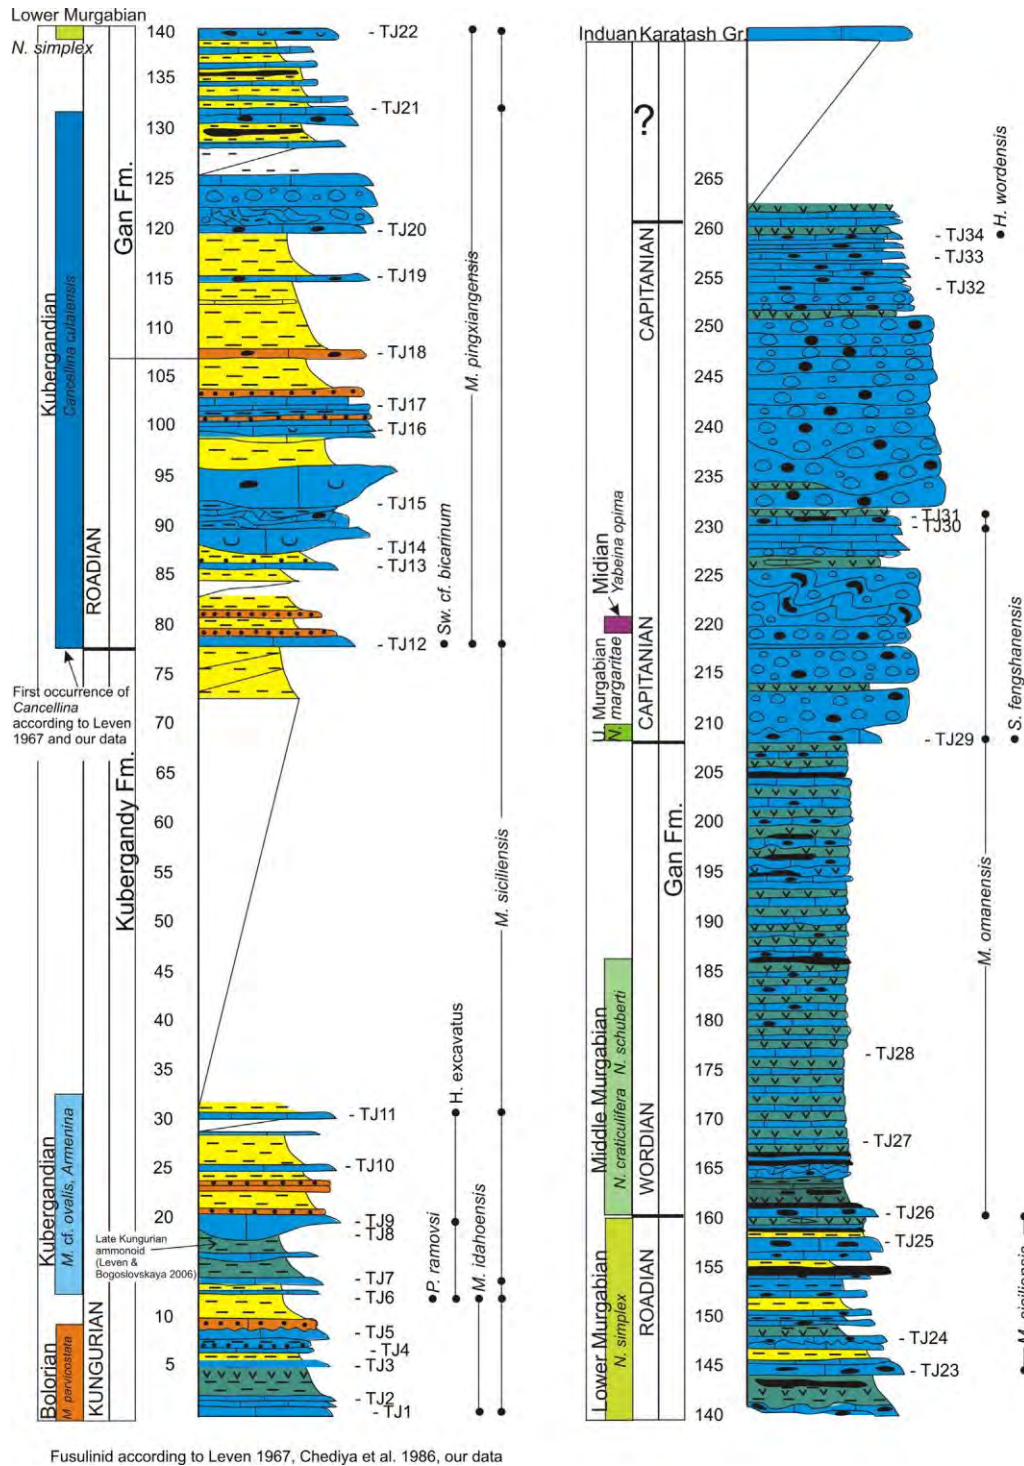 Lower Murgabian
N. simplex
140
135
130
125
120
115
110
105
100
95
90
85
80
75
70
65
60
55
50
45
40
35
30
25
20
15
10
5
Kubergandian
Cancellina cutalensis
Gan Fm.
ROADIAN
First occurrence of
Cancellina
according to Leven
1967 and our data
Kubergandy Fm.
Kubergandian
M. cf. ovalis, Armenina
Late Kungurian
ammonoid
(Leven &
Bogoslovskaya 2006)
Bolorian
M. parvicostata
KUNGURIAN
- TJ22
- TJ21
- TJ20
- TJ19
- TJ18
- TJ17
- TJ16
- TJ15
- TJ14
- TJ13
- TJ12
- TJ11
- TJ10
- TJ9
- TJ8
- TJ7
- TJ6
- TJ5
- TJ4
- TJ3
- TJ2
- TJ1
Sw. cf. bicarinum
M. pingxiangensis
M. siciliensis
H. excavatus
P. ramovsi
M. idahoensis
Induan Karatash Gr.
?
265
260
255
250
245
240
235
230
225
220
215
210
205
200
195
190
185
180
175
170
165
160
155
150
145
140
CAPITANIAN
Midian
Yabeina opima
U. Murgabian
N. margaritae
CAPITANIAN
Gan Fm.
Middle Murgabian
N. craticulifera N. schuberti
WORDIAN
Lower Murgabian
N. simplex
ROADIAN
- TJ34
- TJ33
- TJ32
- TJ31
- TJ30
- TJ29
- TJ28
- TJ27
- TJ26
- TJ25
- TJ24
- TJ23
H. wordensis
S. fengshanensis
M. omanensis
M. siciliensis
Fusulinid according to Leven 1967, Chediya et al. 1986, our data